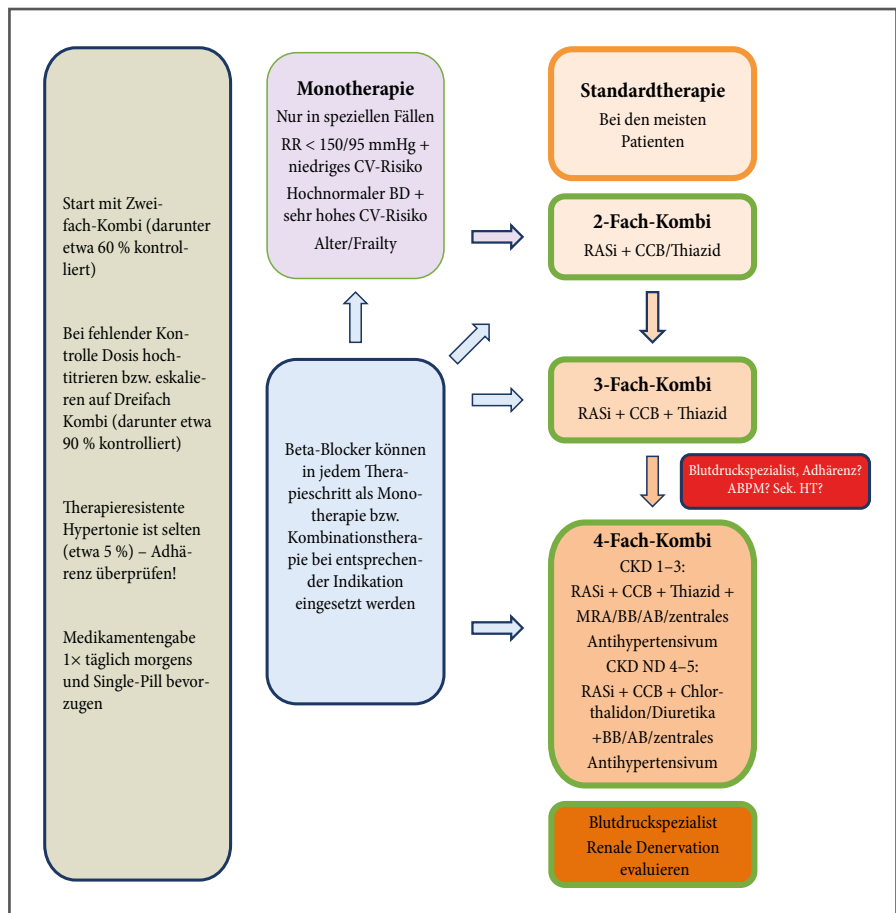 Start mit Zwei-
fach-Kombi (darunter
etwa 60 % kontrol-
liert)
Bei fehlender Kon-
trolle Dosis hoch-
titrieren bzw. eskalie-
ren auf Dreifach
Kombi (darunter etwa
90 % kontrolliert)
Therapieresistente
Hypertonie ist selten
(etwa 5 %) – Adhä-
renz überprüfen!
Medikamentengabe
1× täglich morgens
und Single-Pill bevor-
zugen
Monotherapie
Nur in speziellen Fällen
RR < 150/95 mmHg +
niedriges CV-Risiko
Hochnormaler BD +
sehr hohes CV-Risiko
Alter/Frailty
Beta-Blocker können
in jedem Thera-
pieschritt als Mono-
therapie bzw.
Kombinationsthera-
pie bei entsprechen-
der Indikation
eingesetzt werden
Standardtherapie
Bei den meisten
Patienten
2-Fach-Kombi
RASi + CCB/Thiazid
3-Fach-Kombi
RASi + CCB + Thiazid
Blutdruckspezialist, Adhärenz?
ABPM? Sek. HT?
4-Fach-Kombi
CKD 1–3:
RASi + CCB + Thiazid +
MRA/BB/AB/zentrales
Antihypertensivum
CKD ND 4–5:
RASi + CCB + Chlor-
thalidon/Diuretika
+BB/AB/zentrales
Antihypertensivum
Blutdruckspezialist
Renale Denervation
evaluieren